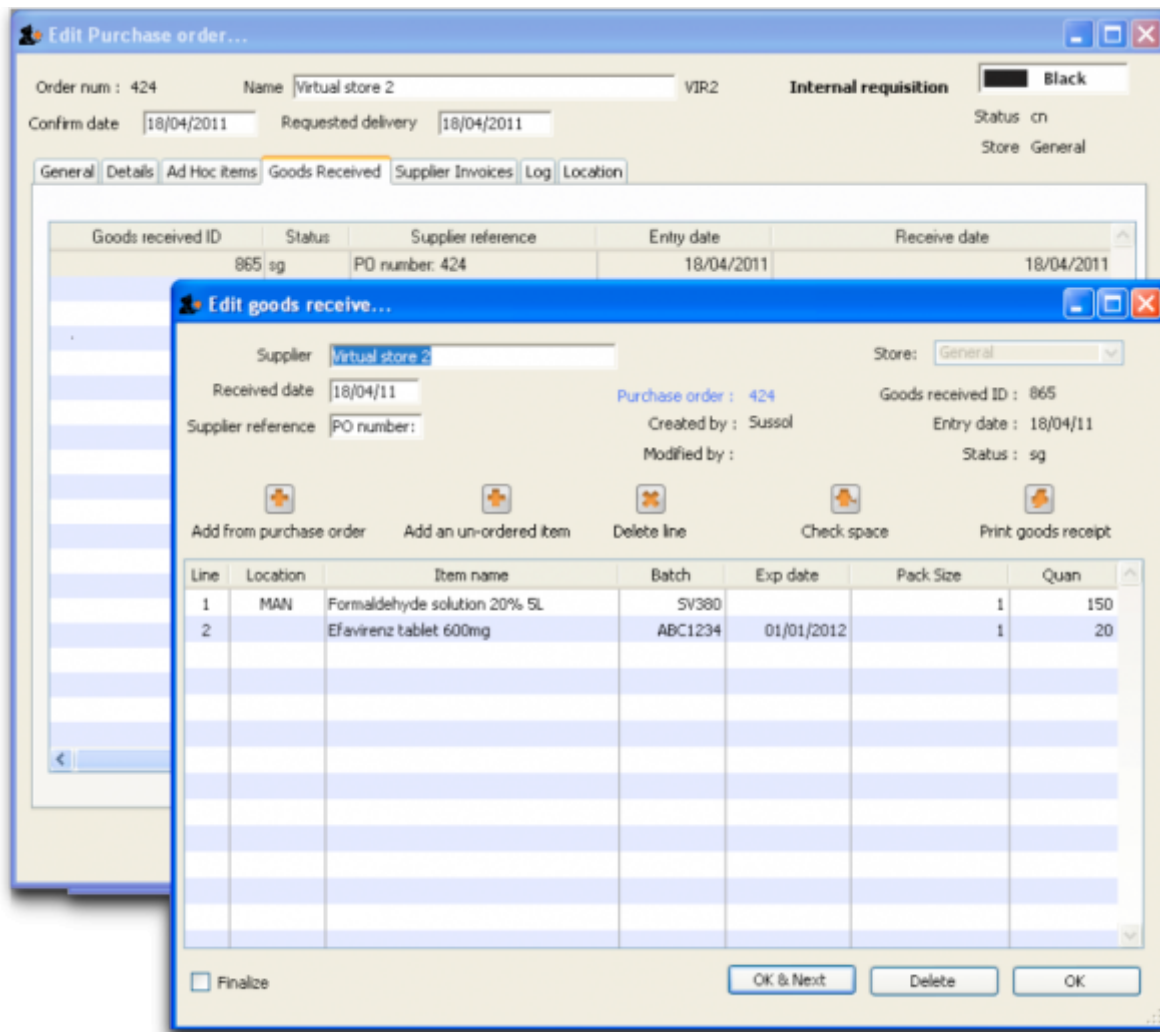 Edit Purchase order...
Order num : 424 Name Virtual store 2 VIR2 Internal requisition Black
Confirm date 18/04/2011 Requested delivery 18/04/2011 Status cn
Store General
General Details Ad Hoc items Goods Received Supplier Invoices Log Location
Goods received ID Status Supplier reference Entry date Receive date
865 sg PO number: 424 18/04/2011 18/04/2011
Edit goods receive...
Supplier Virtual store 2 Store: General
Received date 18/04/11 Purchase order : 424 Goods received ID : 865
Supplier reference PO number: Created by : Sussol Entry date : 18/04/11
Modified by : Status : sg
Add from purchase order Add an un-ordered item Delete line Check space Print goods receipt
Line Location Item name Batch Exp date Pack Size Quan
1 MAN Formaldehyde solution 20% 5L SV380 1 150
2 Efavirenz tablet 600mg ABC1234 01/01/2012 1 20
Finalize OK & Next Delete OK